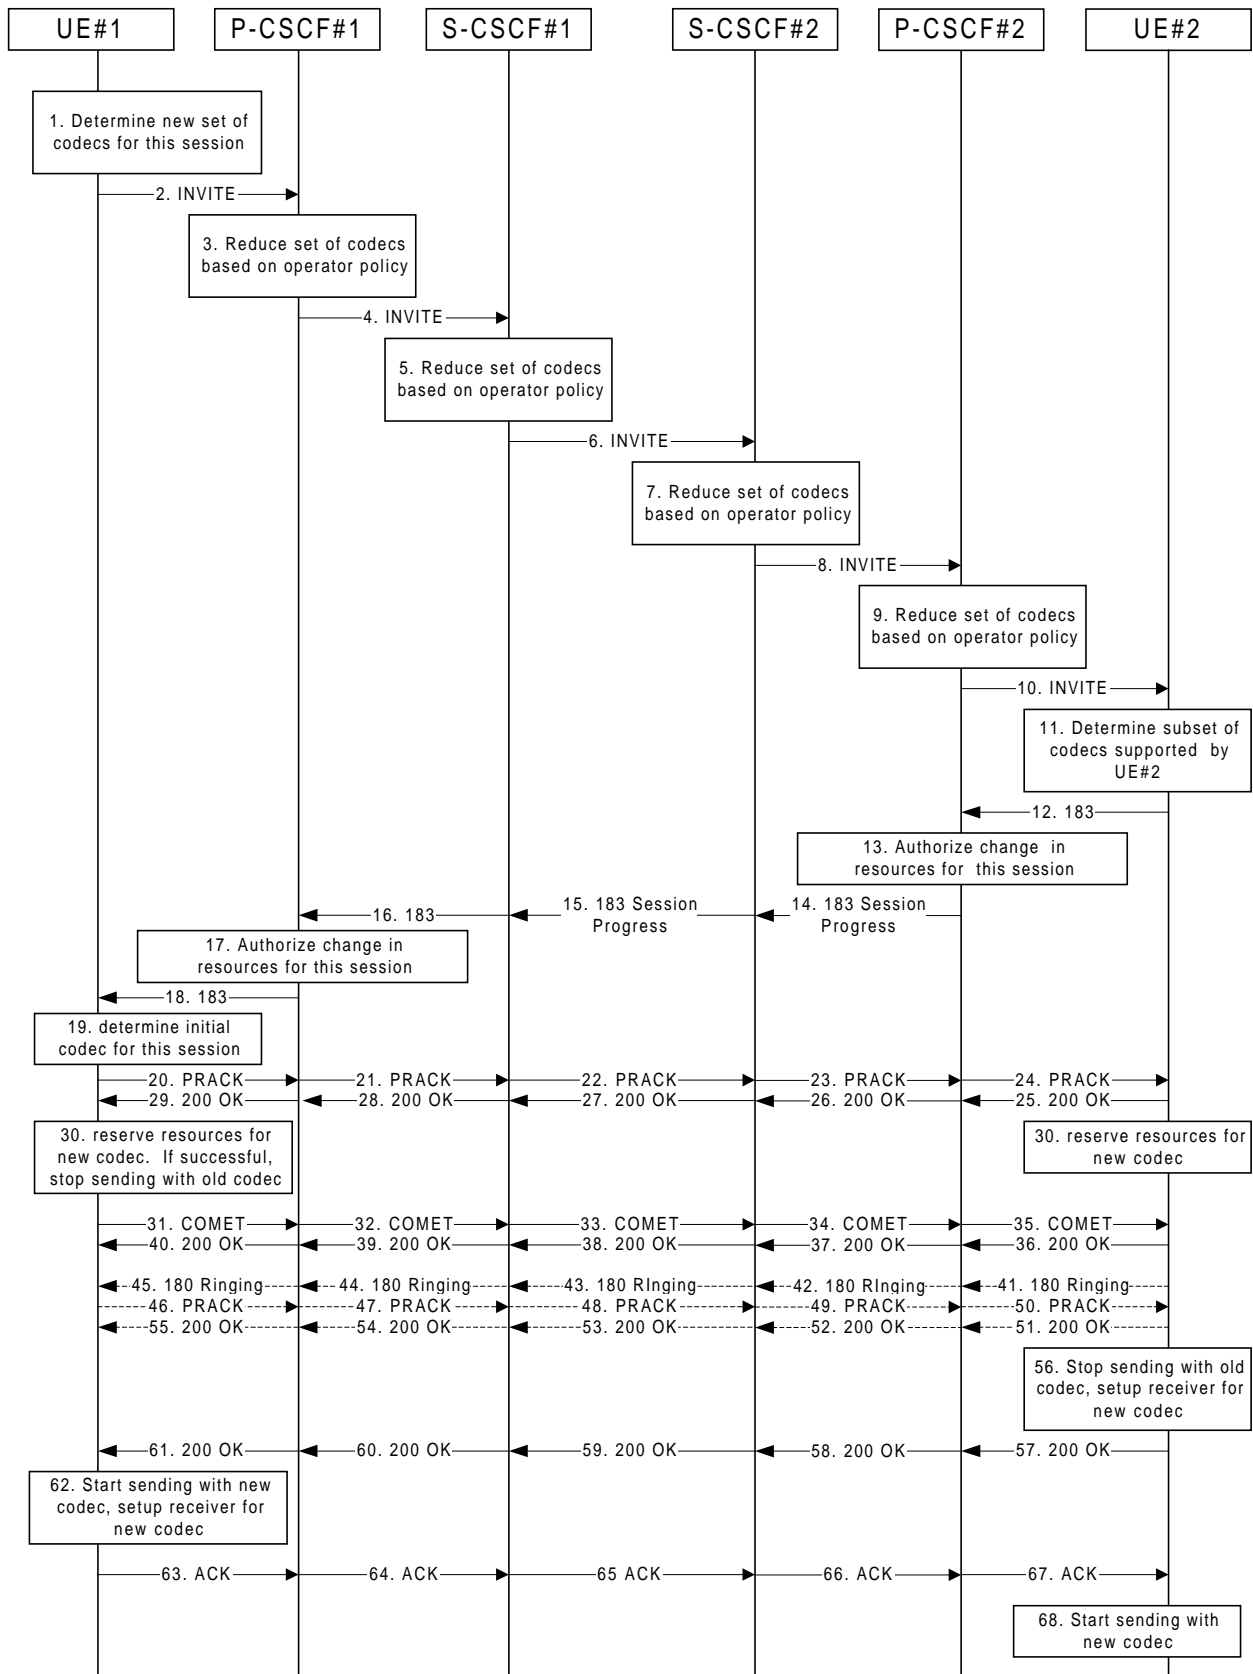 UE#1 P-CSCF#1 S-CSCF#1 S-CSCF#2 P-CSCF#2 UE#2
1. Determine new set of
codecs for this session
2. INVITE
3. Reduce set of codecs
based on operator policy
4. INVITE
5. Reduce set of codecs
based on operator policy
6. INVITE
7. Reduce set of codecs
based on operator policy
8. INVITE
9. Reduce set of codecs
based on operator policy
10. INVITE
11. Determine subset of
codecs supported by
UE#2
12. 183
13. Authorize change in
resources for this session
16. 183
15. 183 Session
Progress
14. 183 Session
Progress
17. Authorize change in
resources for this session
18. 183
19. determine initial
codec for this session
20. PRACK 21. PRACK 22. PRACK 23. PRACK 24. PRACK
29. 200 OK 28. 200 OK 27. 200 OK 26. 200 OK 25. 200 OK
30. reserve resources for
new codec. If successful,
stop sending with old codec
30. reserve resources for
new codec
31. COMET 32. COMET 33. COMET 34. COMET 35. COMET
40. 200 OK 39. 200 OK 38. 200 OK 37. 200 OK 36. 200 OK
45. 180 Ringing 44. 180 Ringing 43. 180 RInging 42. 180 RInging 41. 180 Ringing
46. PRACK 47. PRACK 48. PRACK 49. PRACK 50. PRACK
55. 200 OK 54. 200 OK 53. 200 OK 52. 200 OK 51. 200 OK
56. Stop sending with old
codec, setup receiver for
new codec
61. 200 OK 60. 200 OK 59. 200 OK 58. 200 OK 57. 200 OK
62. Start sending with new
codec, setup receiver for
new codec
63. ACK 64. ACK 65 ACK 66. ACK 67. ACK
68. Start sending with
new codec